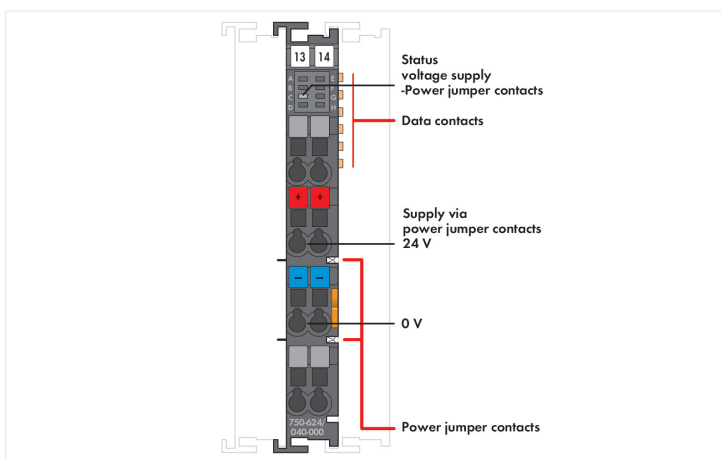 13 14
Status
voltage supply
-Power jumper contacts
A E
B F
C G
D H
Data contacts
+ +
Supply via
power jumper contacts
24 V
− −
0 V
750-624/
040-000
Power jumper contacts